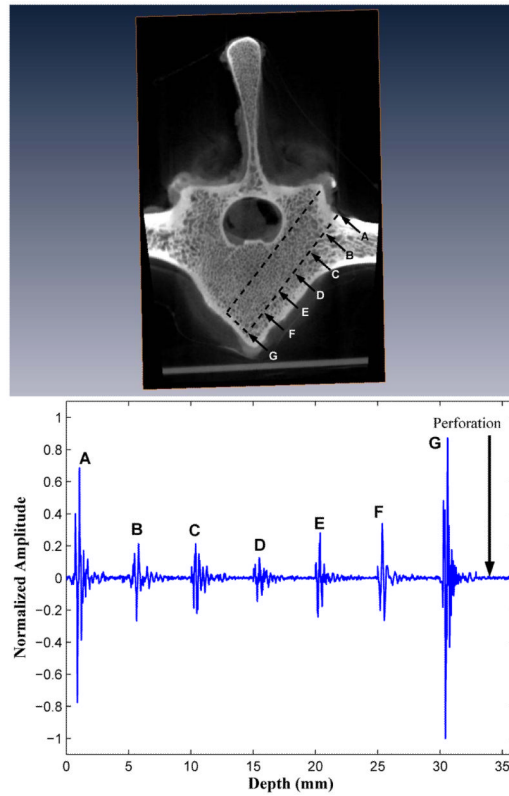 A
B
C
D
E
F
G
Perforation
A
B
C
D
E
F
G
1
0.8
0.6
0.4
0.2
0
−0.2
−0.4
−0.6
−0.8
−1
Normalized Amplitude
0 5 10 15 20 25 30 35
Depth (mm)